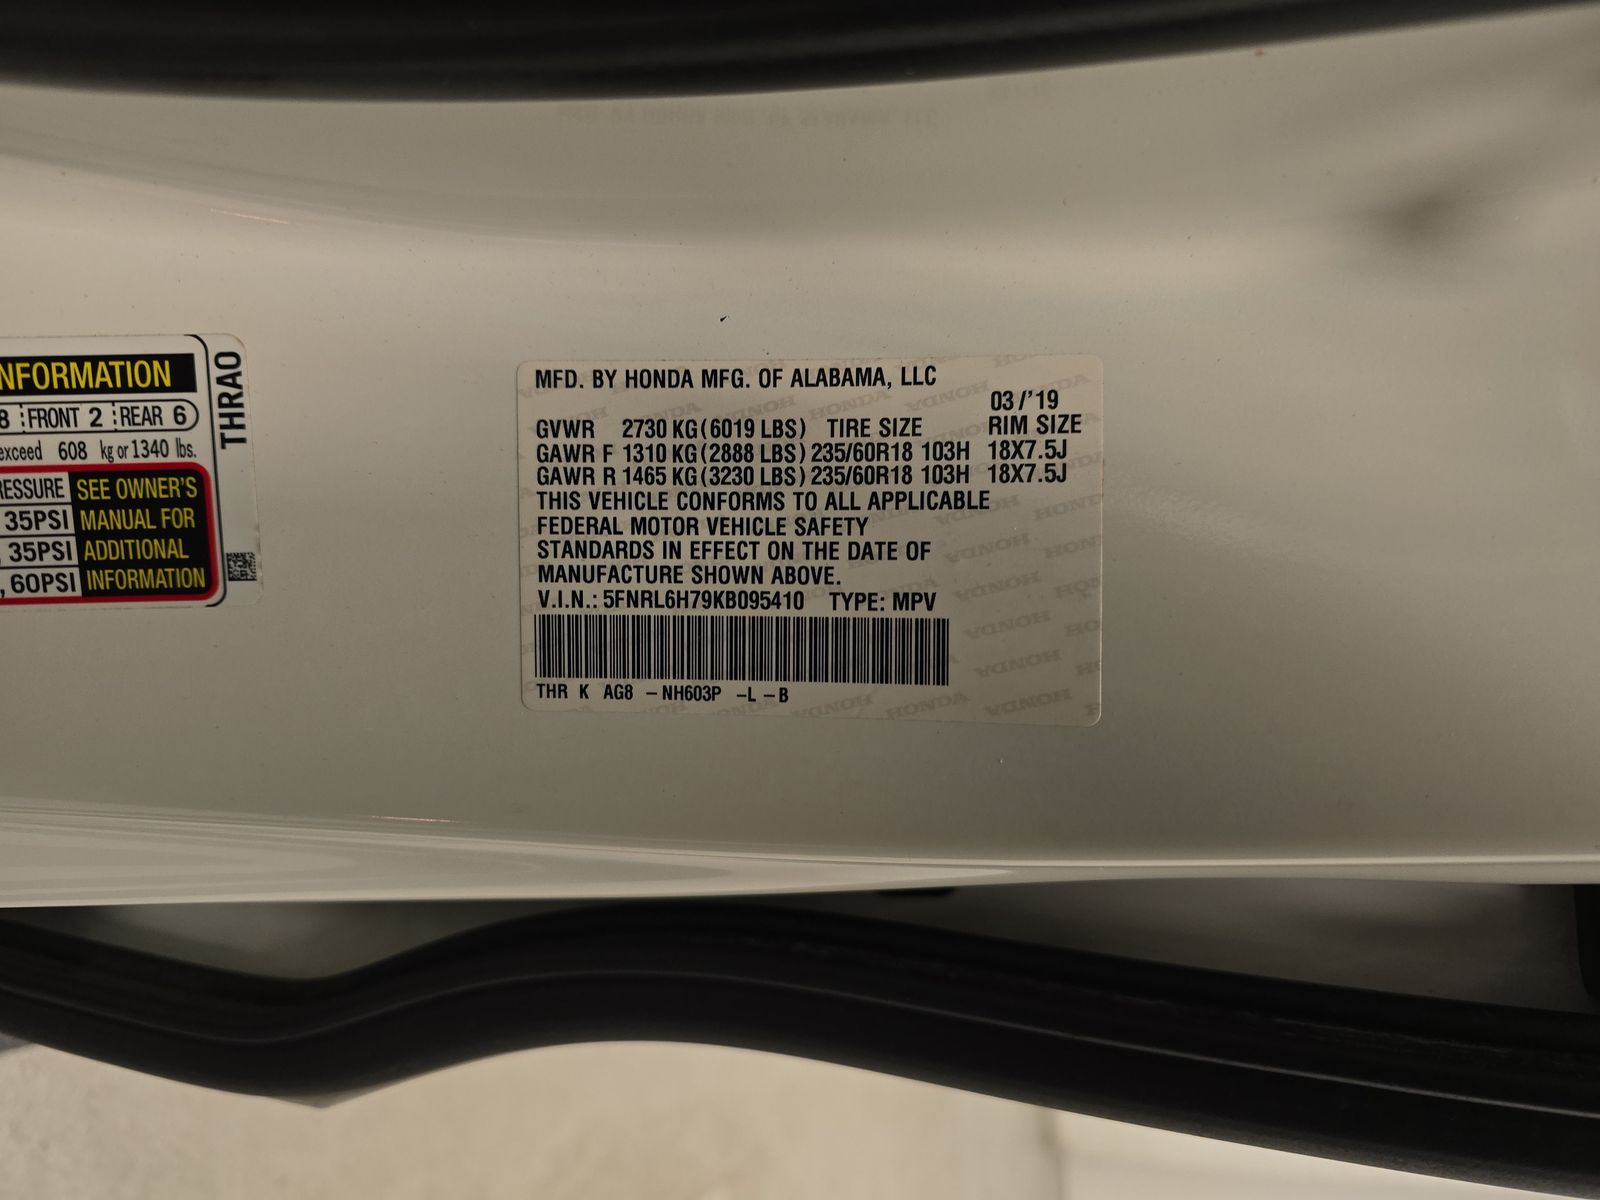 NFORMATION
8 FRONT 2 REAR 6
exceed 608 kg or 1340 lbs.
RESSURE SEE OWNER'S
35PSI MANUAL FOR
, 35PSI ADDITIONAL
, 60PSI INFORMATION
THRAO
MFD. BY HONDA MFG. OF ALABAMA, LLC
03/'19
GVWR 2730 KG(6019 LBS) TIRE SIZE RIM SIZE
GAWR F 1310 KG(2888 LBS) 235/60R18 103H 18X7.5J
GAWR R 1465 KG(3230 LBS) 235/60R18 103H 18X7.5J
THIS VEHICLE CONFORMS TO ALL APPLICABLE
FEDERAL MOTOR VEHICLE SAFETY
STANDARDS IN EFFECT ON THE DATE OF
MANUFACTURE SHOWN ABOVE.
V.I.N.: 5FNRL6H79KB095410 TYPE: MPV
THR K AG8 -NH603P -L -B